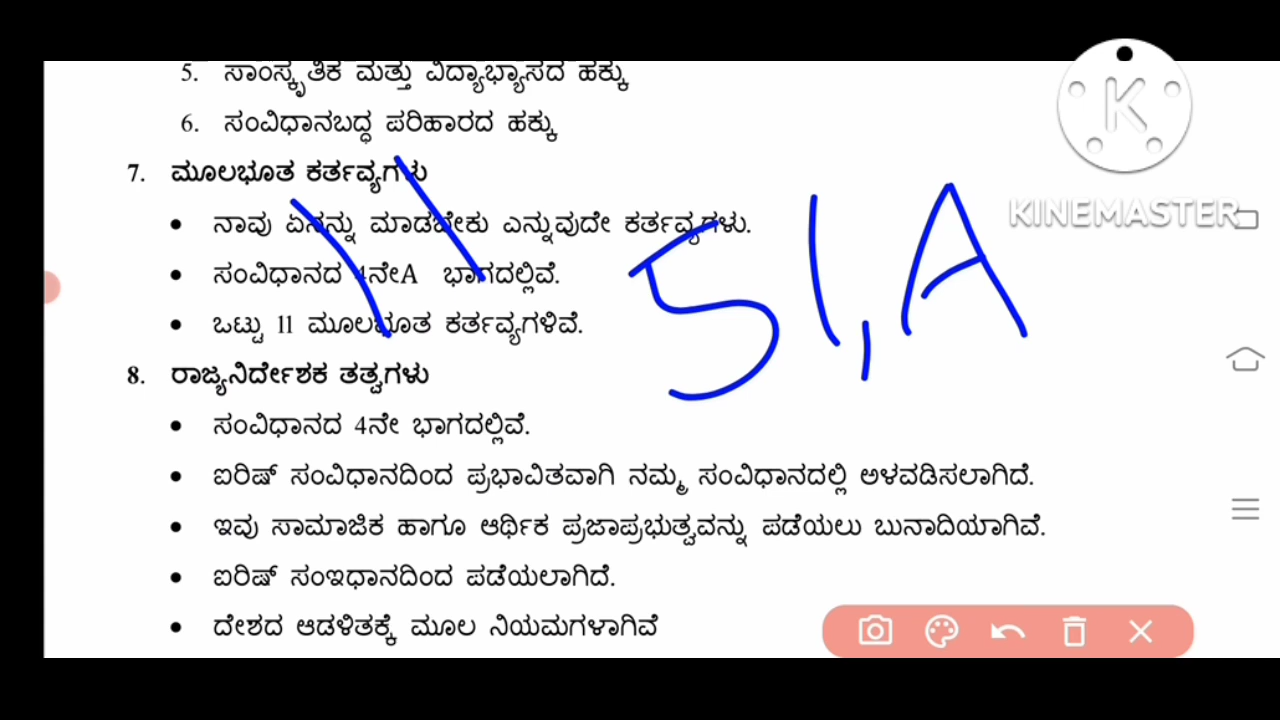 5. ಸಾಂಸ್ಕೃತಿಕ ಮತ್ತು ವಿದ್ಯಾಭ್ಯಾಸದ ಹಕ್ಕು
6. ಸಂವಿಧಾನಬದ್ಧ ಪರಿಹಾರದ ಹಕ್ಕು
K
KINEMASTER
7. ಮೂಲಭೂತ ಕರ್ತವ್ಯಗಳು
• ನಾವು ಏನನ್ನು ಮಾಡಬೇಕು ಎನ್ನುವುದೇ ಕರ್ತವ್ಯಗಳು.
• ಸಂವಿಧಾನದ 4ನೇA ಭಾಗದಲ್ಲಿವೆ.
• ಒಟ್ಟು 11 ಮೂಲಭೂತ ಕರ್ತವ್ಯಗಳಿವೆ.
11
51,A
8. ರಾಜ್ಯನಿರ್ದೇಶಕ ತತ್ವಗಳು
• ಸಂವಿಧಾನದ 4ನೇ ಭಾಗದಲ್ಲಿವೆ.
• ಐರಿಷ್ ಸಂವಿಧಾನದಿಂದ ಪ್ರಭಾವಿತವಾಗಿ ನಮ್ಮ ಸಂವಿಧಾನದಲ್ಲಿ ಅಳವಡಿಸಲಾಗಿದೆ.
• ಇವು ಸಾಮಾಜಿಕ ಹಾಗೂ ಆರ್ಥಿಕ ಪ್ರಜಾಪ್ರಭುತ್ವವನ್ನು ಪಡೆಯಲು ಬುನಾದಿಯಾಗಿವೆ.
• ಐರಿಷ್ ಸಂಇಧಾನದಿಂದ ಪಡೆಯಲಾಗಿದೆ.
• ದೇಶದ ಆಡಳಿತಕ್ಕೆ ಮೂಲ ನಿಯಮಗಳಾಗಿವೆ